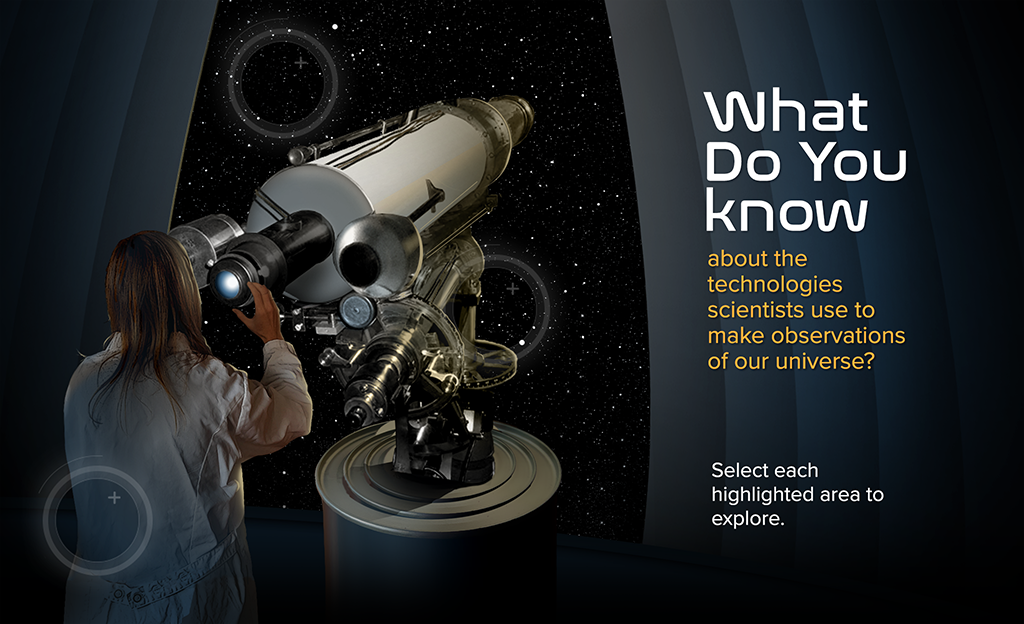 What
Do You
know
about the
technologies
scientists use to
make observations
of our universe?
Select each
highlighted area to
explore.